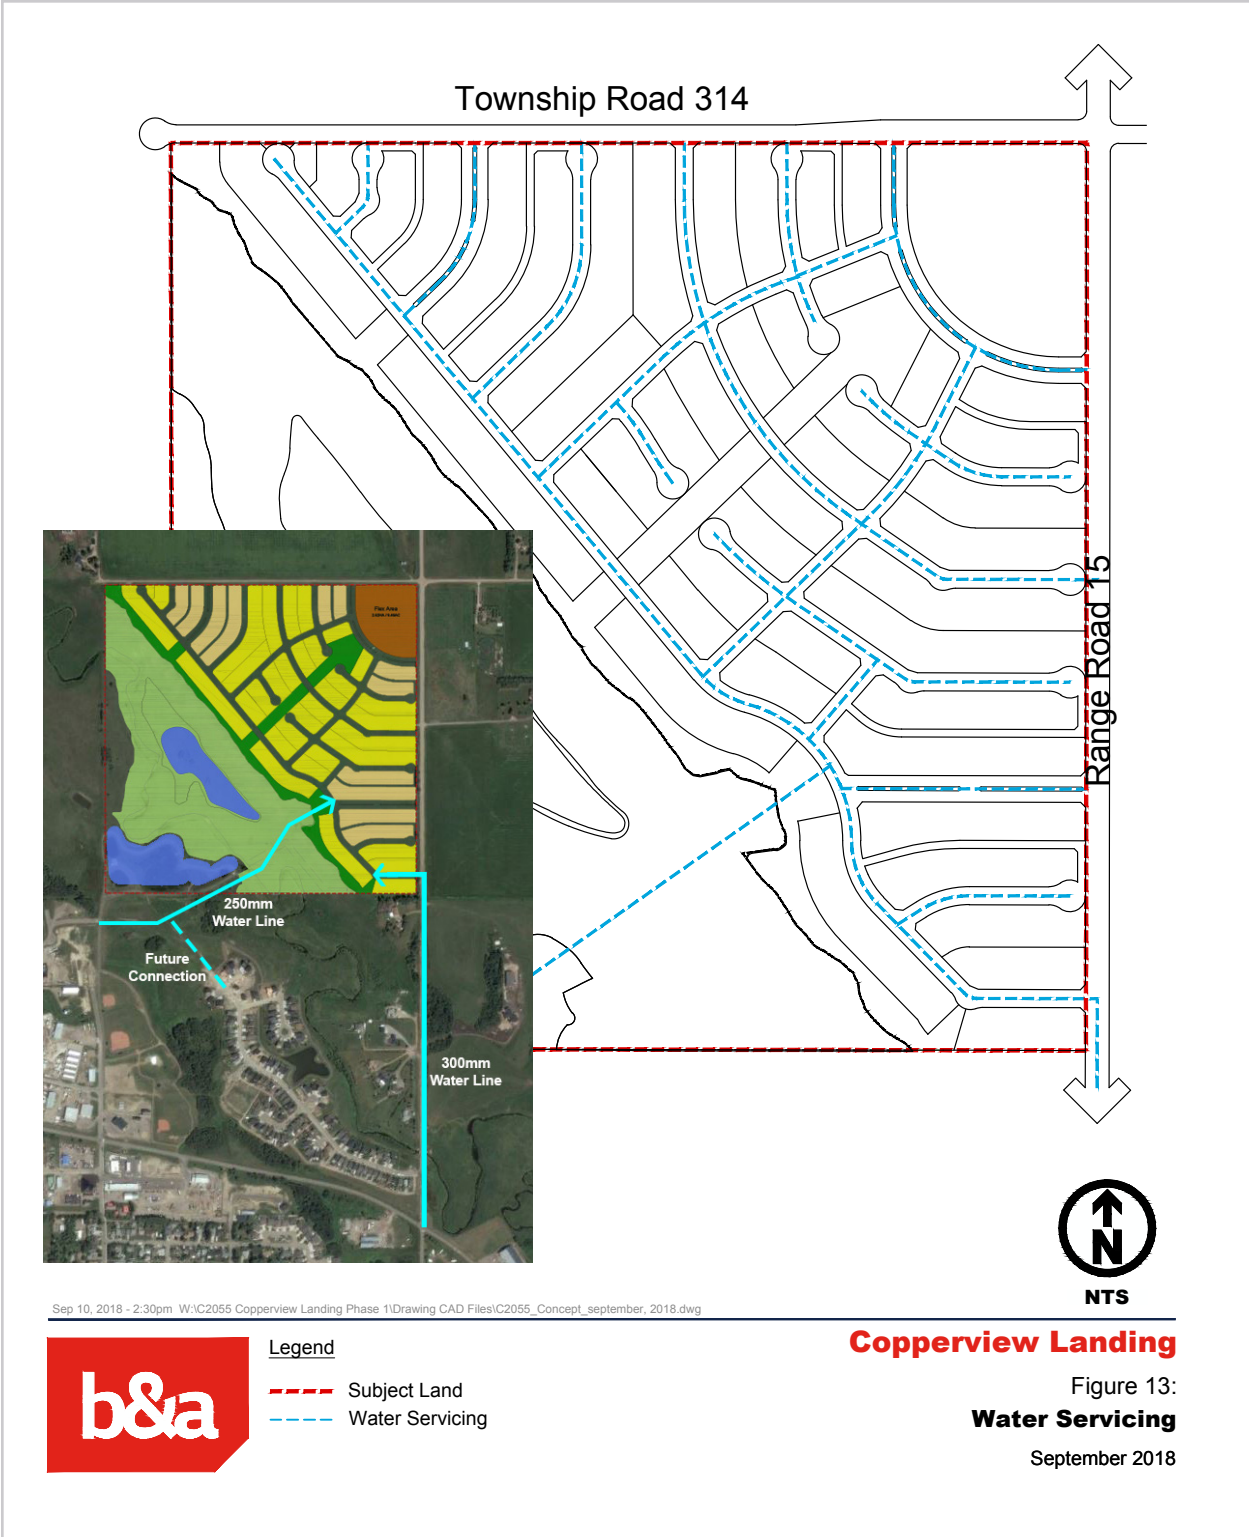 Township Road 314
Range Road 15
Flex Area
250mm
Water Line
Future
Connection
300mm
Water Line
N
NTS
Sep 10, 2018 - 2:30pm W:\C2055 Copperview Landing Phase 1\Drawing CAD Files\C2055_Concept_september, 2018.dwg
b&a
Legend
Subject Land
Water Servicing
Copperview Landing
Figure 13:
Water Servicing
September 2018